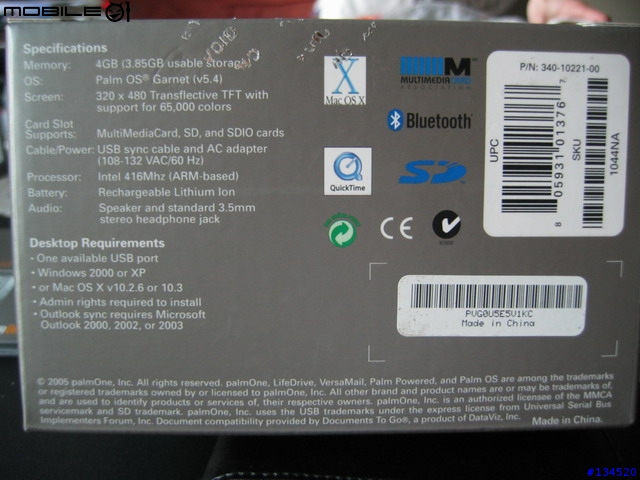 MOBILE01
Specifications
Memory: 4GB (3.85GB usable storage)
OS: Palm OS® Garnet (v5.4)
Screen: 320 x 480 Transflective TFT with
support for 65,000 colors
Card Slot
Supports: MultiMediaCard, SD, and SDIO cards
Cable/Power: USB sync cable and AC adapter
(108-132 VAC/60 Hz)
Processor: Intel 416Mhz (ARM-based)
Battery: Rechargeable Lithium Ion
Audio: Speaker and standard 3.5mm
stereo headphone jack
Desktop Requirements
• One available USB port
• Windows 2000 or XP
• or Mac OS X v10.2.6 or 10.3
• Admin rights required to install
• Outlook sync requires Microsoft
Outlook 2000, 2002, or 2003
VOID
X
Mac OS X
MULTIMEDIACARD
ASSOCIATION
Bluetooth®
QuickTime
SD
CE
P/N: 340-10221-00
UPC
8 05931 01376 7
SKU
1044NA
PVG0U5E5V1KC
Made in China
© 2005 palmOne, Inc. All rights reserved. palmOne, LifeDrive, VersaMail, Palm Powered, and Palm OS are among the trademarks
or registered trademarks owned by or licensed to palmOne, Inc. All other brand and product names are or may be trademarks of,
and are used to identify products or services of, their respective owners. palmOne, Inc. is an authorized licensee of the MMCA
servicemark and SD trademark. palmOne, Inc. uses the USB trademarks under the express license from Universal Serial Bus
Implementers Forum, Inc. Document compatibility provided by Documents To Go®, a product of DataViz, Inc.
Made in China.
#134520